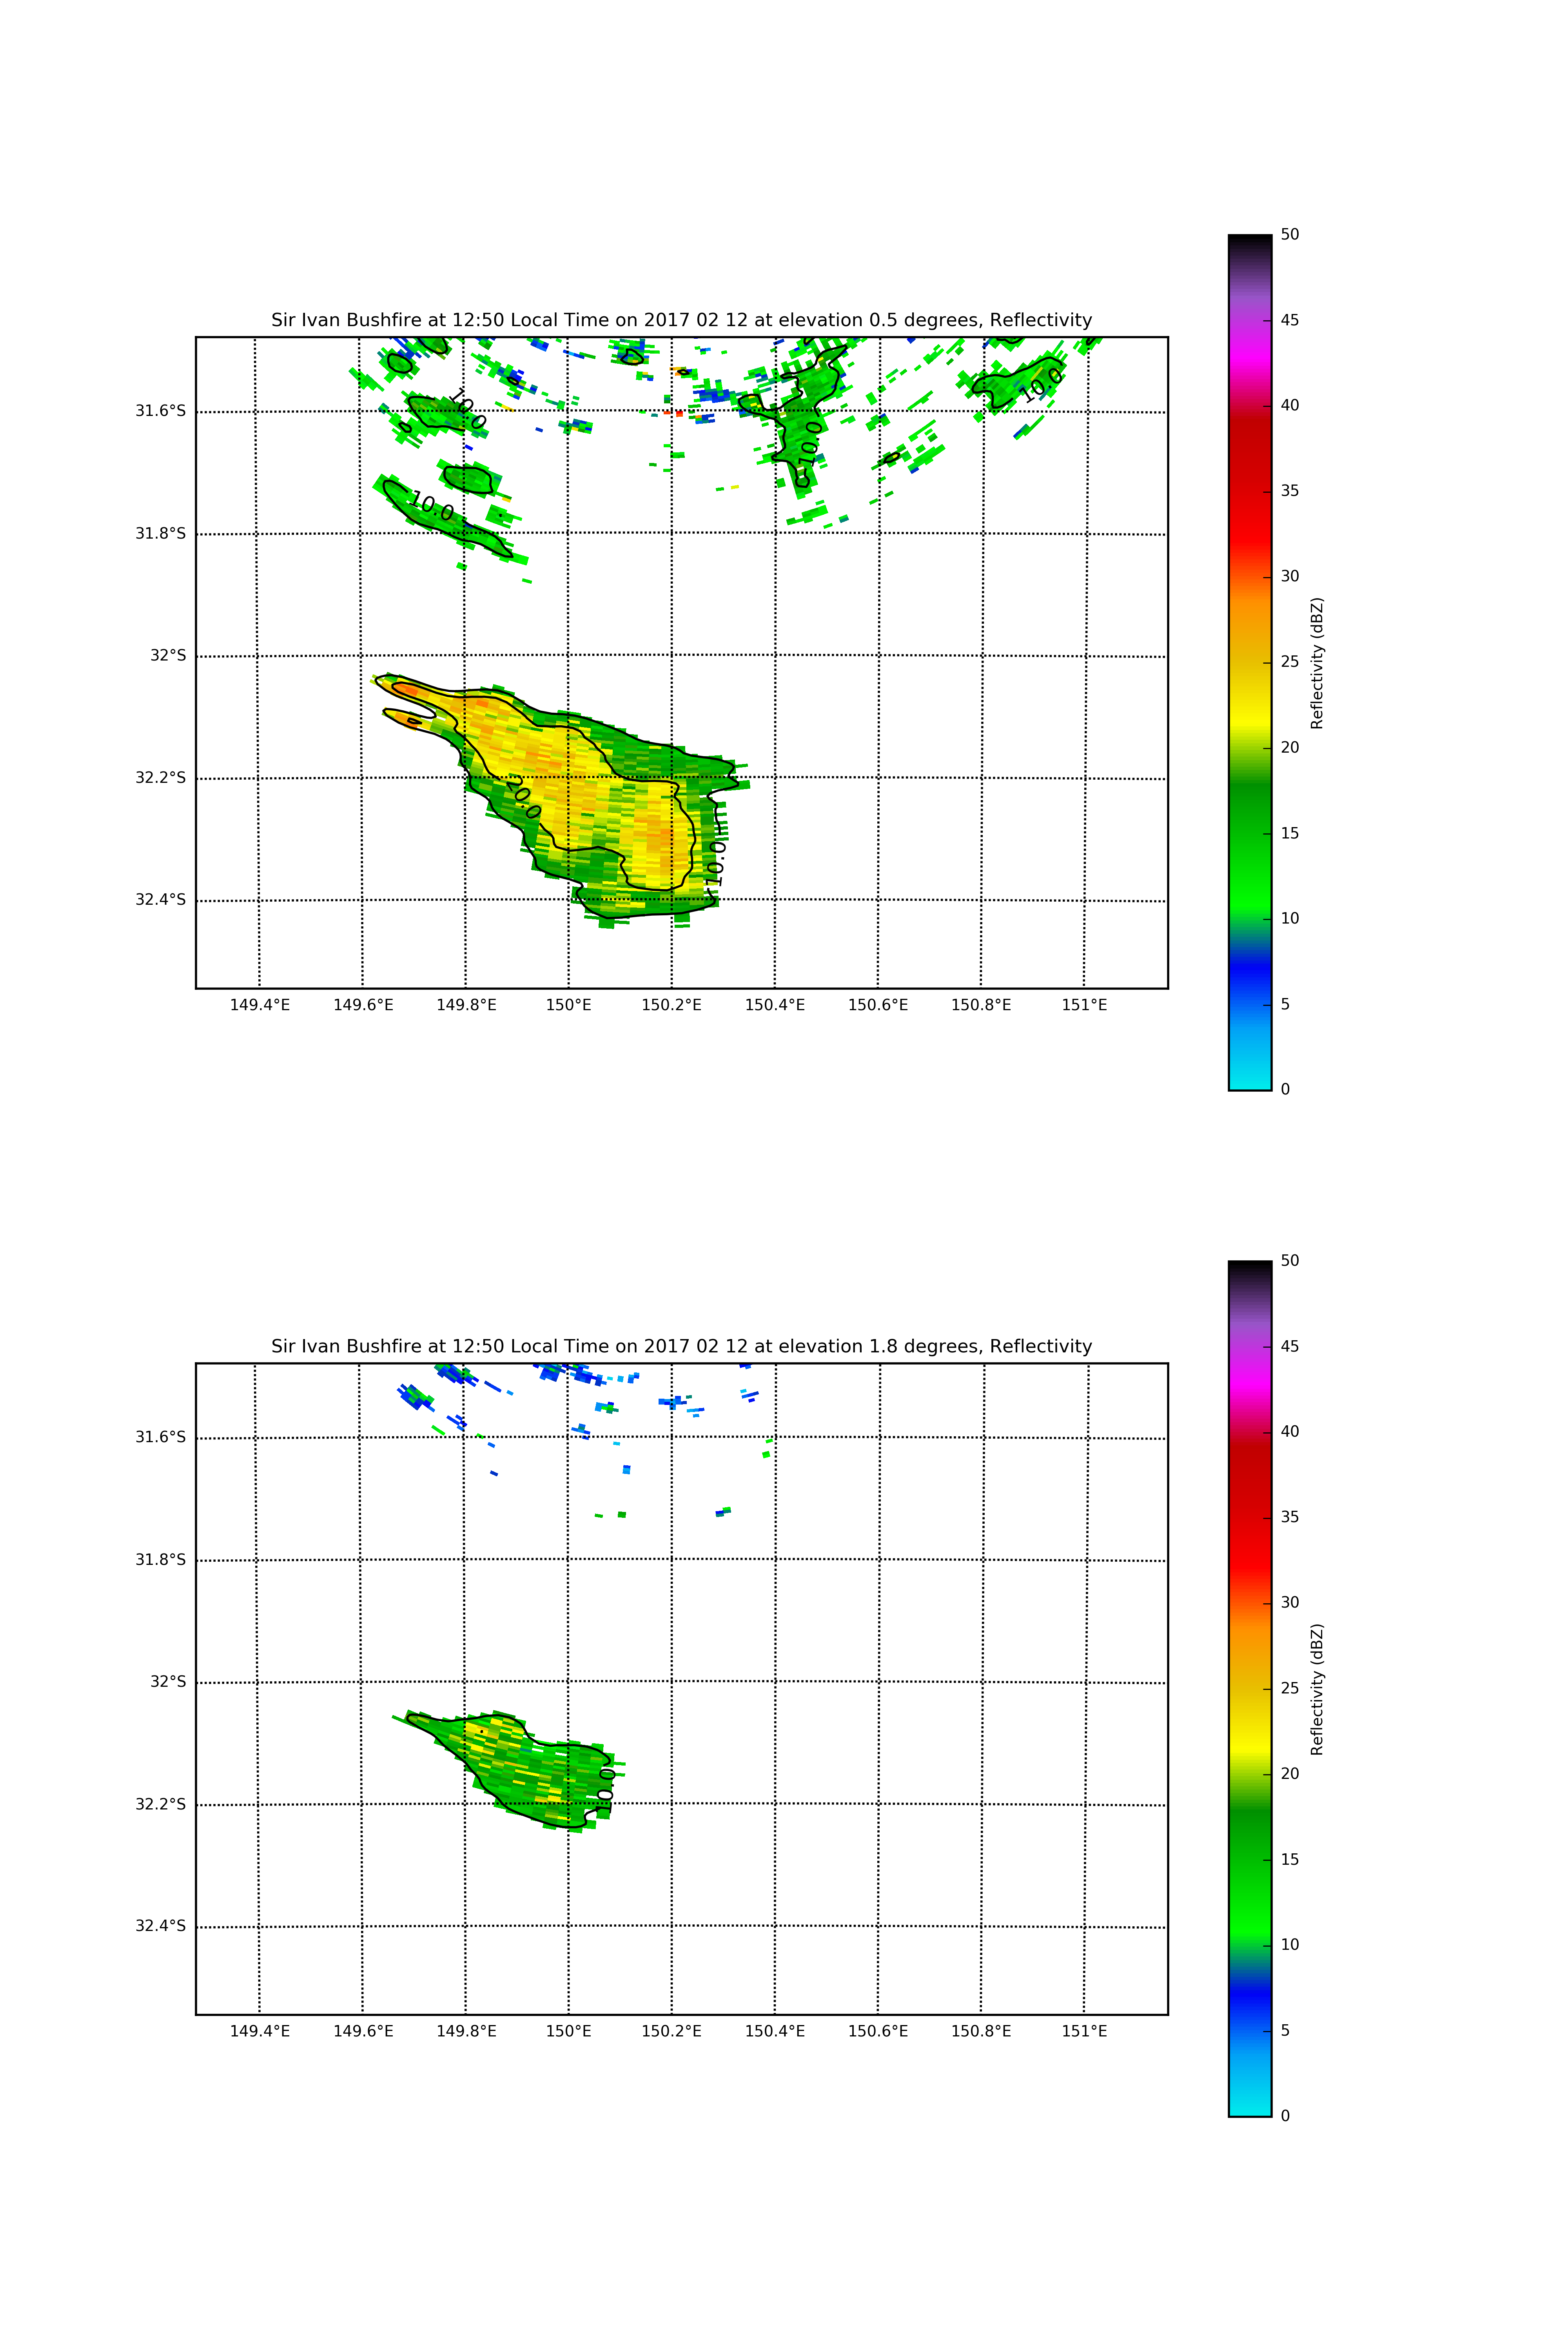 Sir Ivan Bushfire at 12:50 Local Time on 2017 02 12 at elevation 0.5 degrees, Reflectivity
50
45
40
35
30
25
20
15
10
5
0
Reflectivity (dBZ)
31.6°S
31.8°S
32°S
32.2°S
32.4°S
10.0
10.0
10.0
10.0
20.0
10.0
149.4°E 149.6°E 149.8°E 150°E 150.2°E 150.4°E 150.6°E 150.8°E 151°E
Sir Ivan Bushfire at 12:50 Local Time on 2017 02 12 at elevation 1.8 degrees, Reflectivity
50
45
40
35
30
25
20
15
10
5
0
Reflectivity (dBZ)
31.6°S
31.8°S
32°S
32.2°S
32.4°S
10.0
149.4°E 149.6°E 149.8°E 150°E 150.2°E 150.4°E 150.6°E 150.8°E 151°E